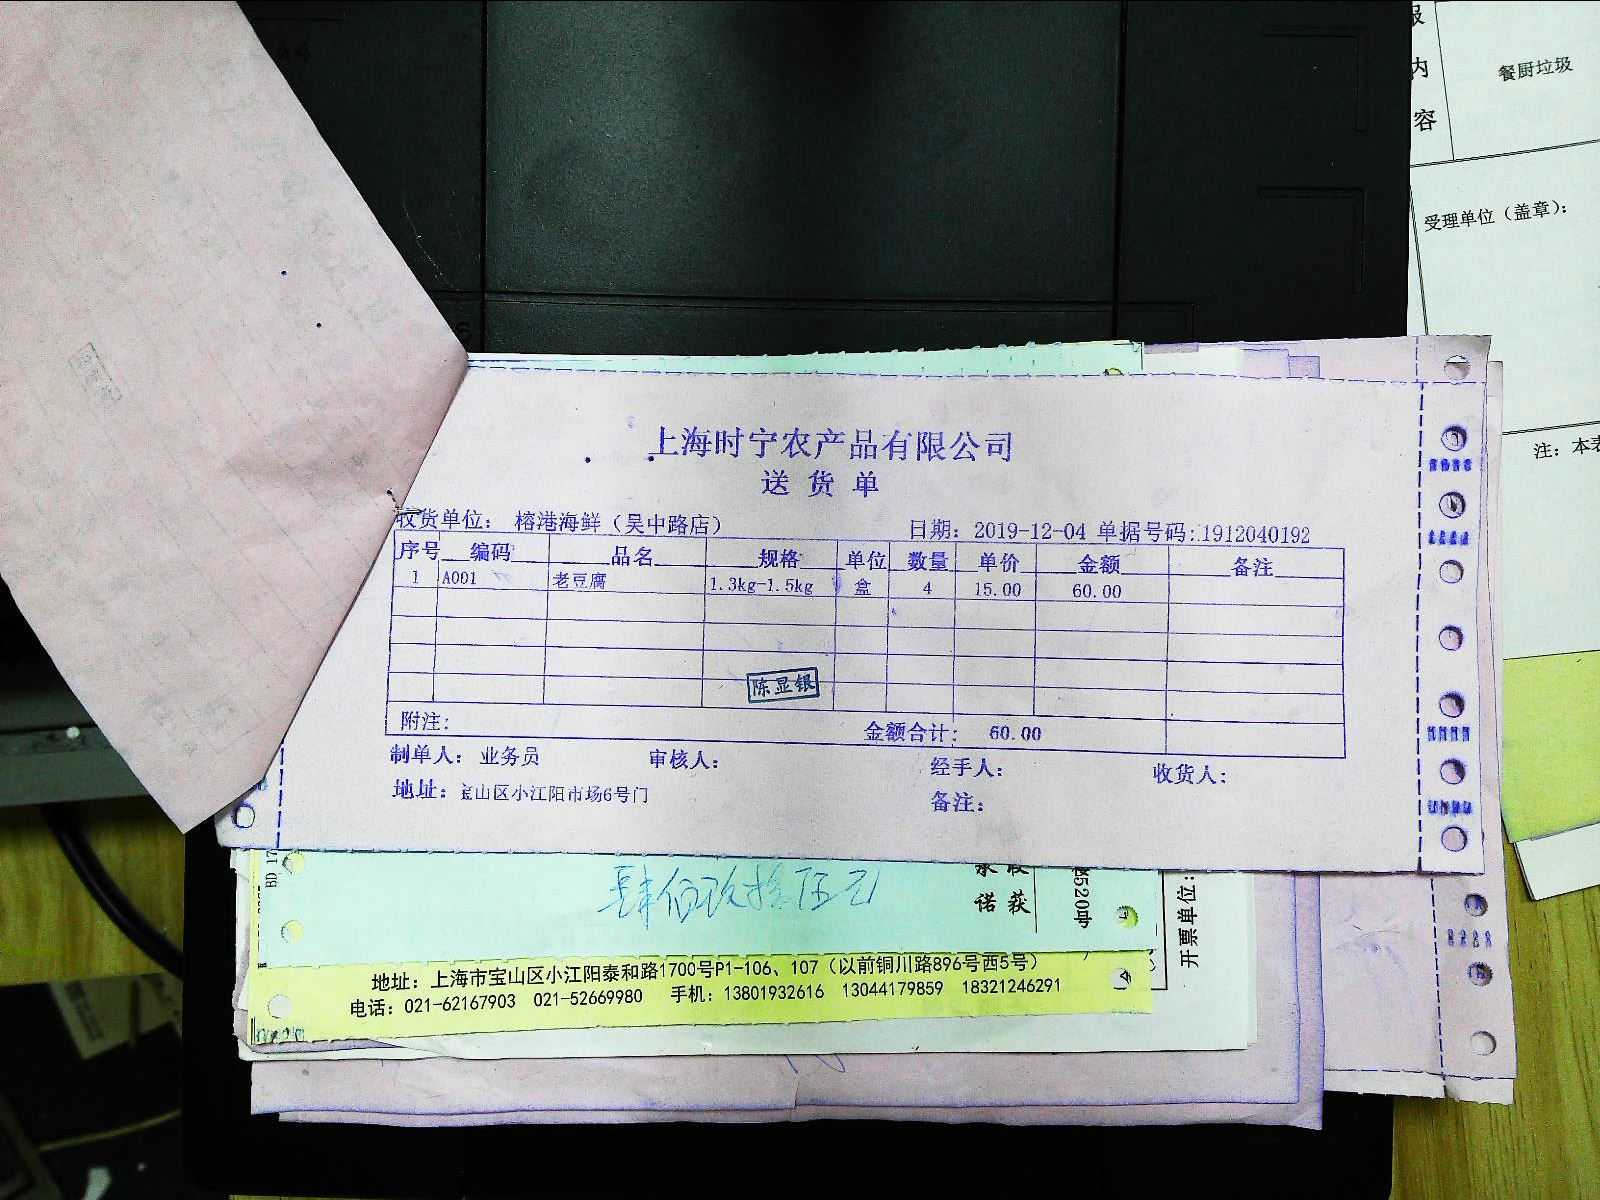 A4
上海时宁农产品有限公司
送货单
收货单位: 榕港海鲜（吴中路店） 日期: 2019-12-04 单据号码:1912040192
序号 编码 品名 规格 单位 数量 单价 金额 备注
1 A001 老豆腐 1.3kg-1.5kg 盒 4 15.00 60.00
陈显银
附注: 金额合计: 60.00
制单人: 业务员 审核人: 经手人: 收货人:
地址: 宝山区小江阳市场6号门 备注:
肆佰玖拾伍元
诺 获
开票单位:
地址: 上海市宝山区小江阳泰和路1700号P1-106、107（以前铜川路896号西5号）
电话: 021-62167903 021-52669980 手机: 13801932616 13044179859 18321246291
内
容
餐厨垃圾
受理单位（盖章）:
注: 本表